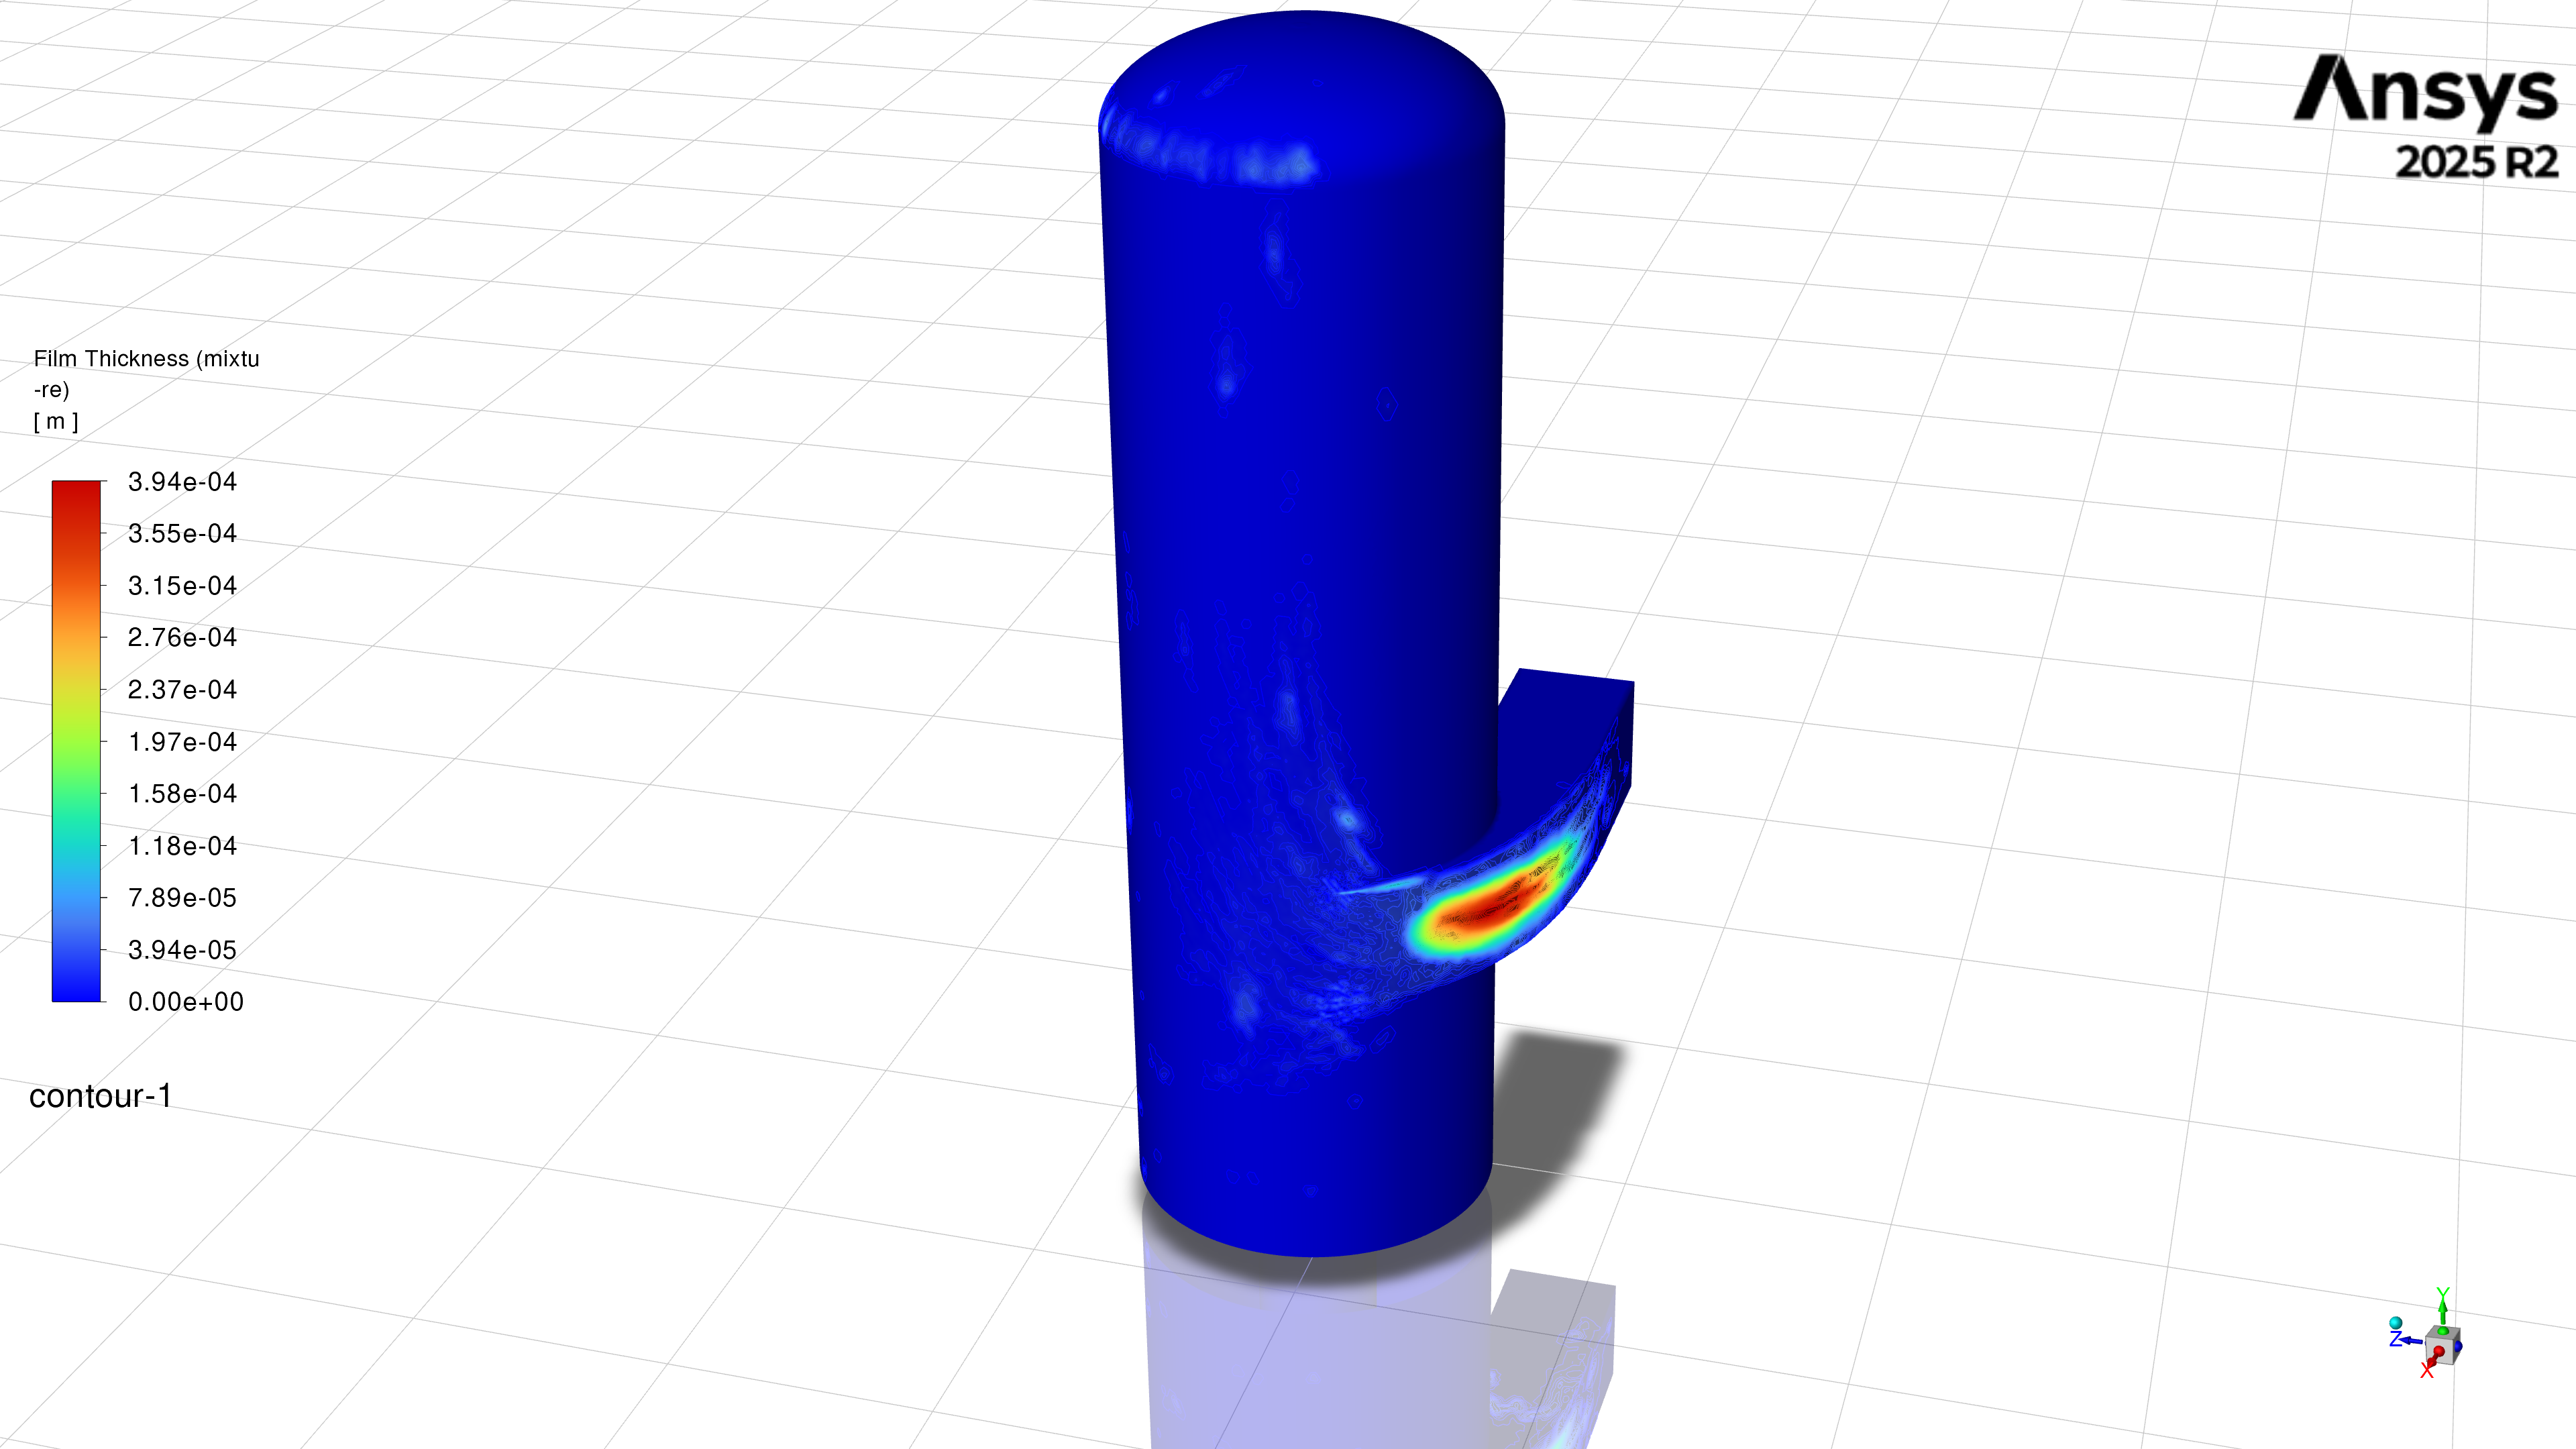 Ansys
2025 R2
Film Thickness (mixtu
-re)
[ m ]
3.94e-04
3.55e-04
3.15e-04
2.76e-04
2.37e-04
1.97e-04
1.58e-04
1.18e-04
7.89e-05
3.94e-05
0.00e+00
contour-1
Y
Z
X